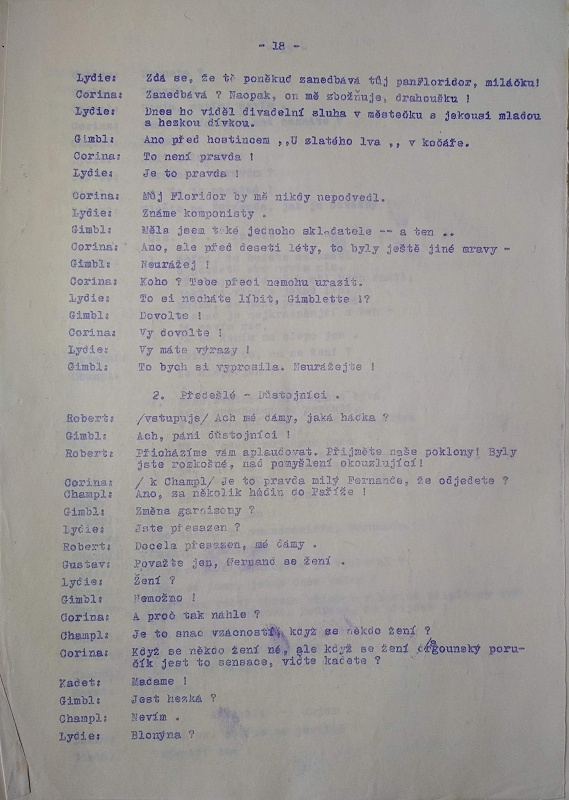 - 18 -
Lydie: Zdá se, že tě poněkud zanedbává tůj panFloridor, miláčku!
Corina: Zanedbává ? Naopak, on mě zbožňuje, drahoušku !
Lydie: Dnes ho viděl divadelní sluha v městečku s jakousi mladou
a hezkou dívkou.
Gimbl: Ano před hostincem ,,U zlatého lva ,, v kočáře.
Corina: To není pravda !
Lydie: Je to pravda !
Corina: Můj Floridor by mě nikdy nepodvedl.
Lydie: Známe komponisty .
Gimbl: Měla jsem také jednoho skladatele -- a ten ..
Corina: Ano, ale před deseti léty, to byly ještě jiné mravy -
Gimbl: Neurážej !
Corina: Koho ? Tebe přeci nemohu urazit.
Lydie: To si necháte líbit, Gimblette !?
Gimbl: Dovolte !
Corina: Vy dovolte !
Lydie: Vy máte výrazy !
Gimbl: To bych si vyprosila. Neurážejte !
2. Předešlé - Důstojníci .
Robert: /vstupuje/ Ach mé dámy, jaká hádka ?
Gimbl: Ach, páni důstojníci !
Robert: Přicházíme vám aplaudovat. Přijměte naše poklony! Byly
jste rozkošné, nad pomyšlení okouzlující!
Corina: / k Champl/ Je to pravda milý Fernande, že odjedete ?
Champl: Ano, za několik hodin do Paříže !
Gimbl: Změna garnizony ?
Lydie: Jste přesazen ?
Robert: Docela přesazen, mé dámy .
Gustav: Považte jen, Fernand se žení .
Lydie: Žení ?
Gimbl: Nemožno !
Corina: A proč tak náhle ?
Champl: Je to snad vzácností, když se někdo žení ?
Corina: Když se někdo žení né, ale když se žení dragounský poru-
čík jest to sensace, viďte kadete ?
Kadet: Madame !
Gimbl: Jest hezká ?
Champl: Nevím .
Lydie: Blonýna ?